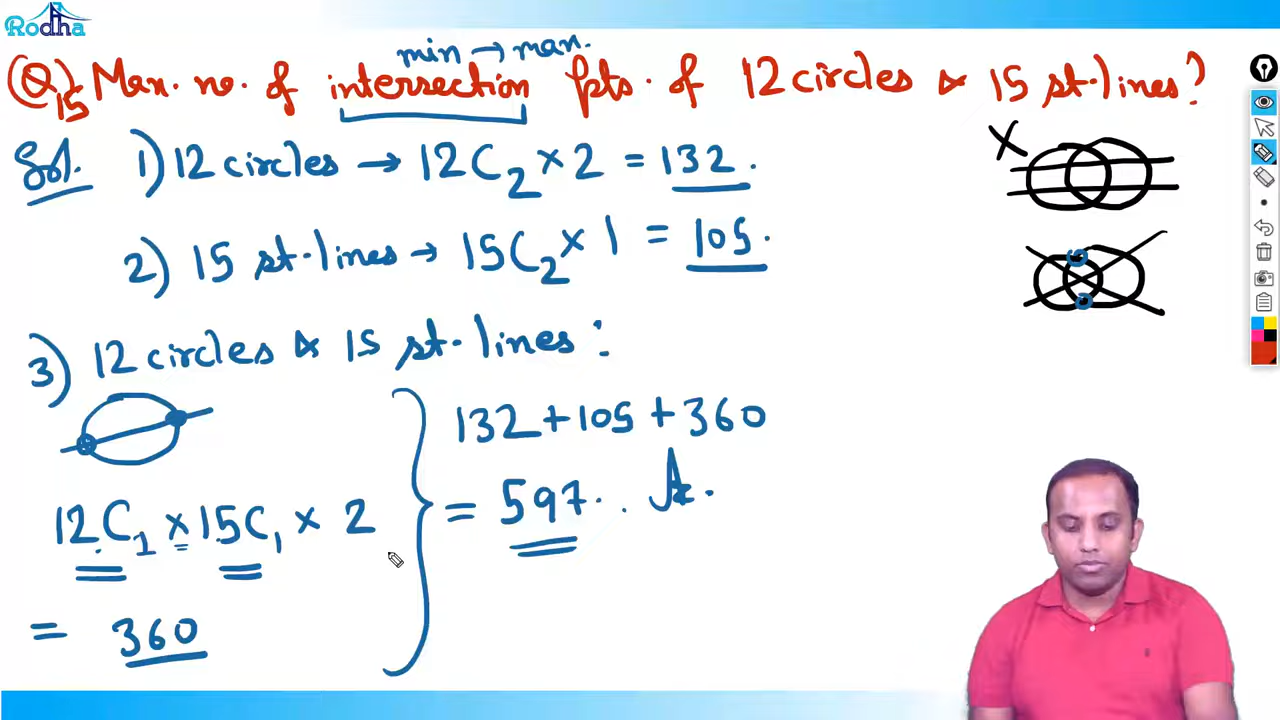 Rodha
min → max.
(Q)15 Max. no. of intersection pts. of 12 circles & 15 st. lines?
Sol. 1) 12 circles → 12C₂ × 2 = 132.
2) 15 st. lines → 15C₂ × 1 = 105.
3) 12 circles & 15 st. lines :
132 + 105 + 360
12C₁ × 15C₁ × 2
= 597.
= 360